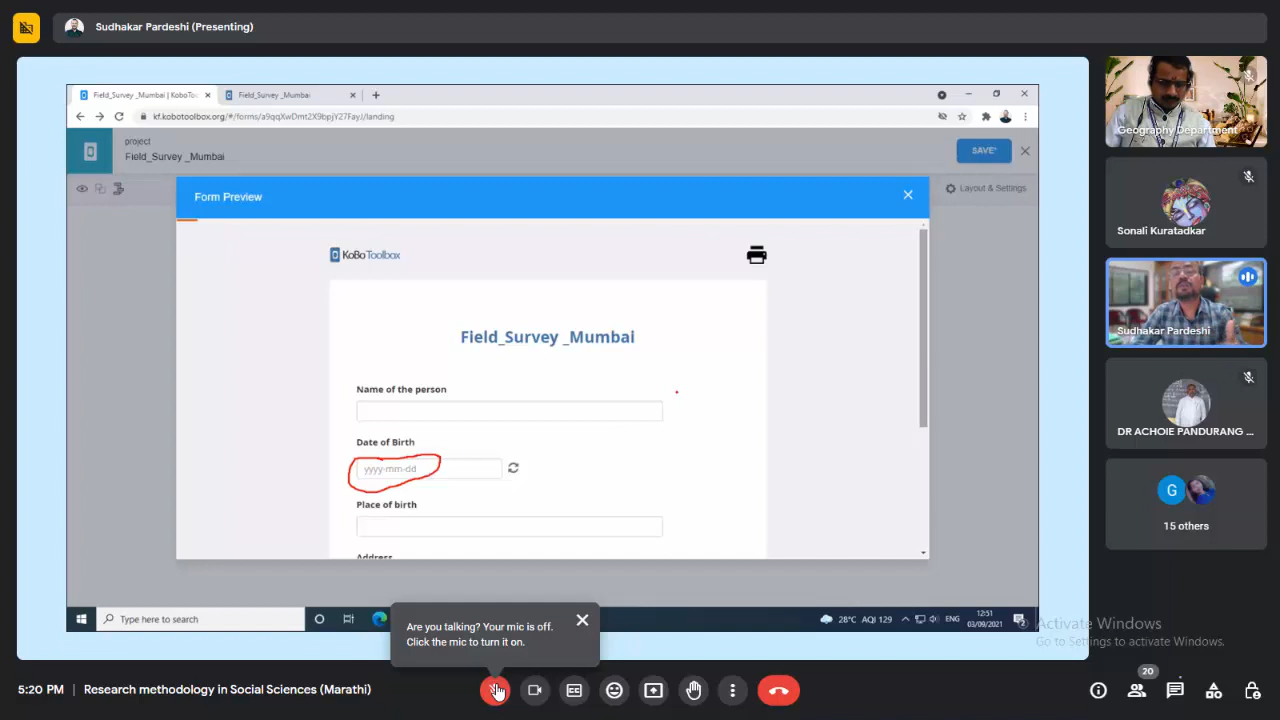 Sudhakar Pardeshi (Presenting)
Field_Survey _Mumbai | KoBoToo
Field_Survey _Mumbai
kf.kobotoolbox.org/#/forms/a9qqXwDmt2X9bpjY27FayJ/landing
project
Field_Survey _Mumbai
SAVE*
Layout & Settings
Form Preview
KoBoToolbox
Field_Survey _Mumbai
Name of the person
Date of Birth
yyyy-mm-dd
Place of birth
Address
Type here to search
28°C AQI 129
ENG
12:51
03/09/2021
2
Are you talking? Your mic is off.
Click the mic to turn it on.
Geography Department
Sonali Kuratadkar
Sudhakar Pardeshi
DR ACHOIE PANDURANG ...
G
15 others
Activate Windows
Go to Settings to activate Windows.
5:20 PM
Research methodology in Social Sciences (Marathi)
CC
20